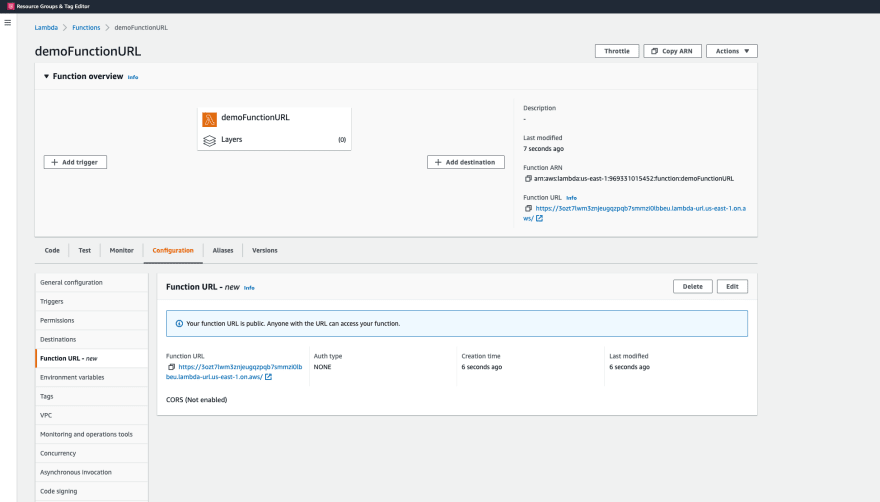 Resource Groups & Tag Editor
Lambda > Functions > demoFunctionURL
demoFunctionURL
Throttle
Copy ARN
Actions ▼
▼ Function overview Info
demoFunctionURL
Layers (0)
+ Add trigger
+ Add destination
Description
-
Last modified
7 seconds ago
Function ARN
arn:aws:lambda:us-east-1:969331015452:function:demoFunctionURL
Function URL Info
https://3ozt7lwm3znjeugqzpqb7smmzi0lbbeu.lambda-url.us-east-1.on.a
ws/
Code Test Monitor Configuration Aliases Versions
General configuration
Triggers
Permissions
Destinations
Function URL - new
Environment variables
Tags
VPC
Monitoring and operations tools
Concurrency
Asynchronous invocation
Code signing
Function URL - new Info
Delete
Edit
Your function URL is public. Anyone with the URL can access your function.
Function URL
https://3ozt7lwm3znjeugqzpqb7smmzi0lb
beu.lambda-url.us-east-1.on.aws/
Auth type
NONE
Creation time
6 seconds ago
Last modified
6 seconds ago
CORS (Not enabled)